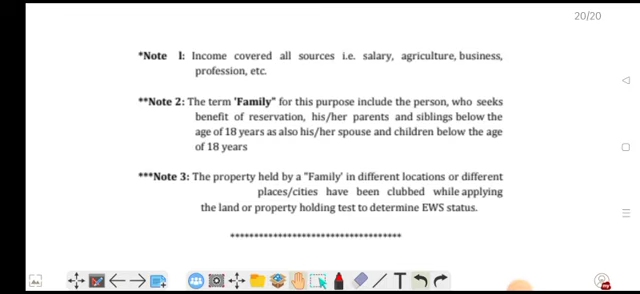 20/20
*Note 1: Income covered all sources i.e. salary, agriculture, business,
profession, etc.
**Note 2: The term 'Family" for this purpose include the person, who seeks
benefit of reservation, his/her parents and siblings below the
age of 18 years as also his/her spouse and children below the age
of 18 years
***Note 3: The property held by a "Family' in different locations or different
places/cities have been clubbed while applying
the land or property holding test to determine EWS status.
************************************